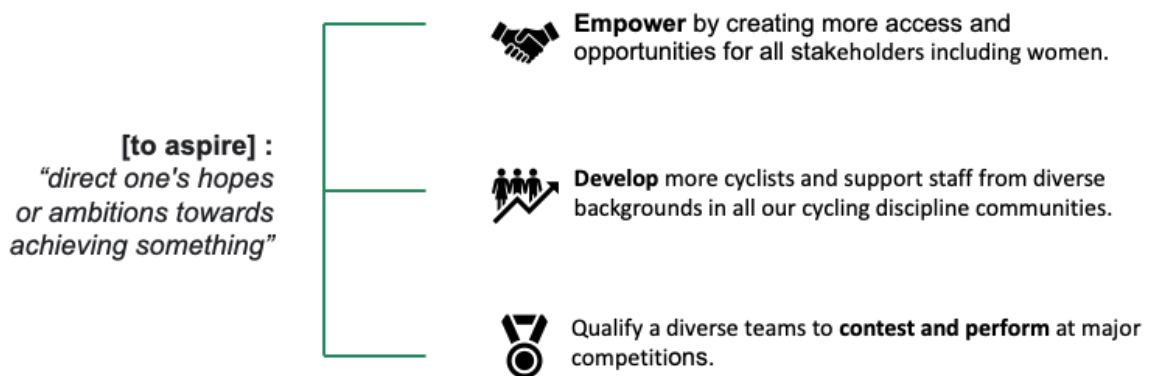 [to aspire] :
“direct one's hopes
or ambitions towards
achieving something”
Empower by creating more access and
opportunities for all stakeholders including women.
Develop more cyclists and support staff from diverse
backgrounds in all our cycling discipline communities.
Qualify a diverse teams to contest and perform at major
competitions.